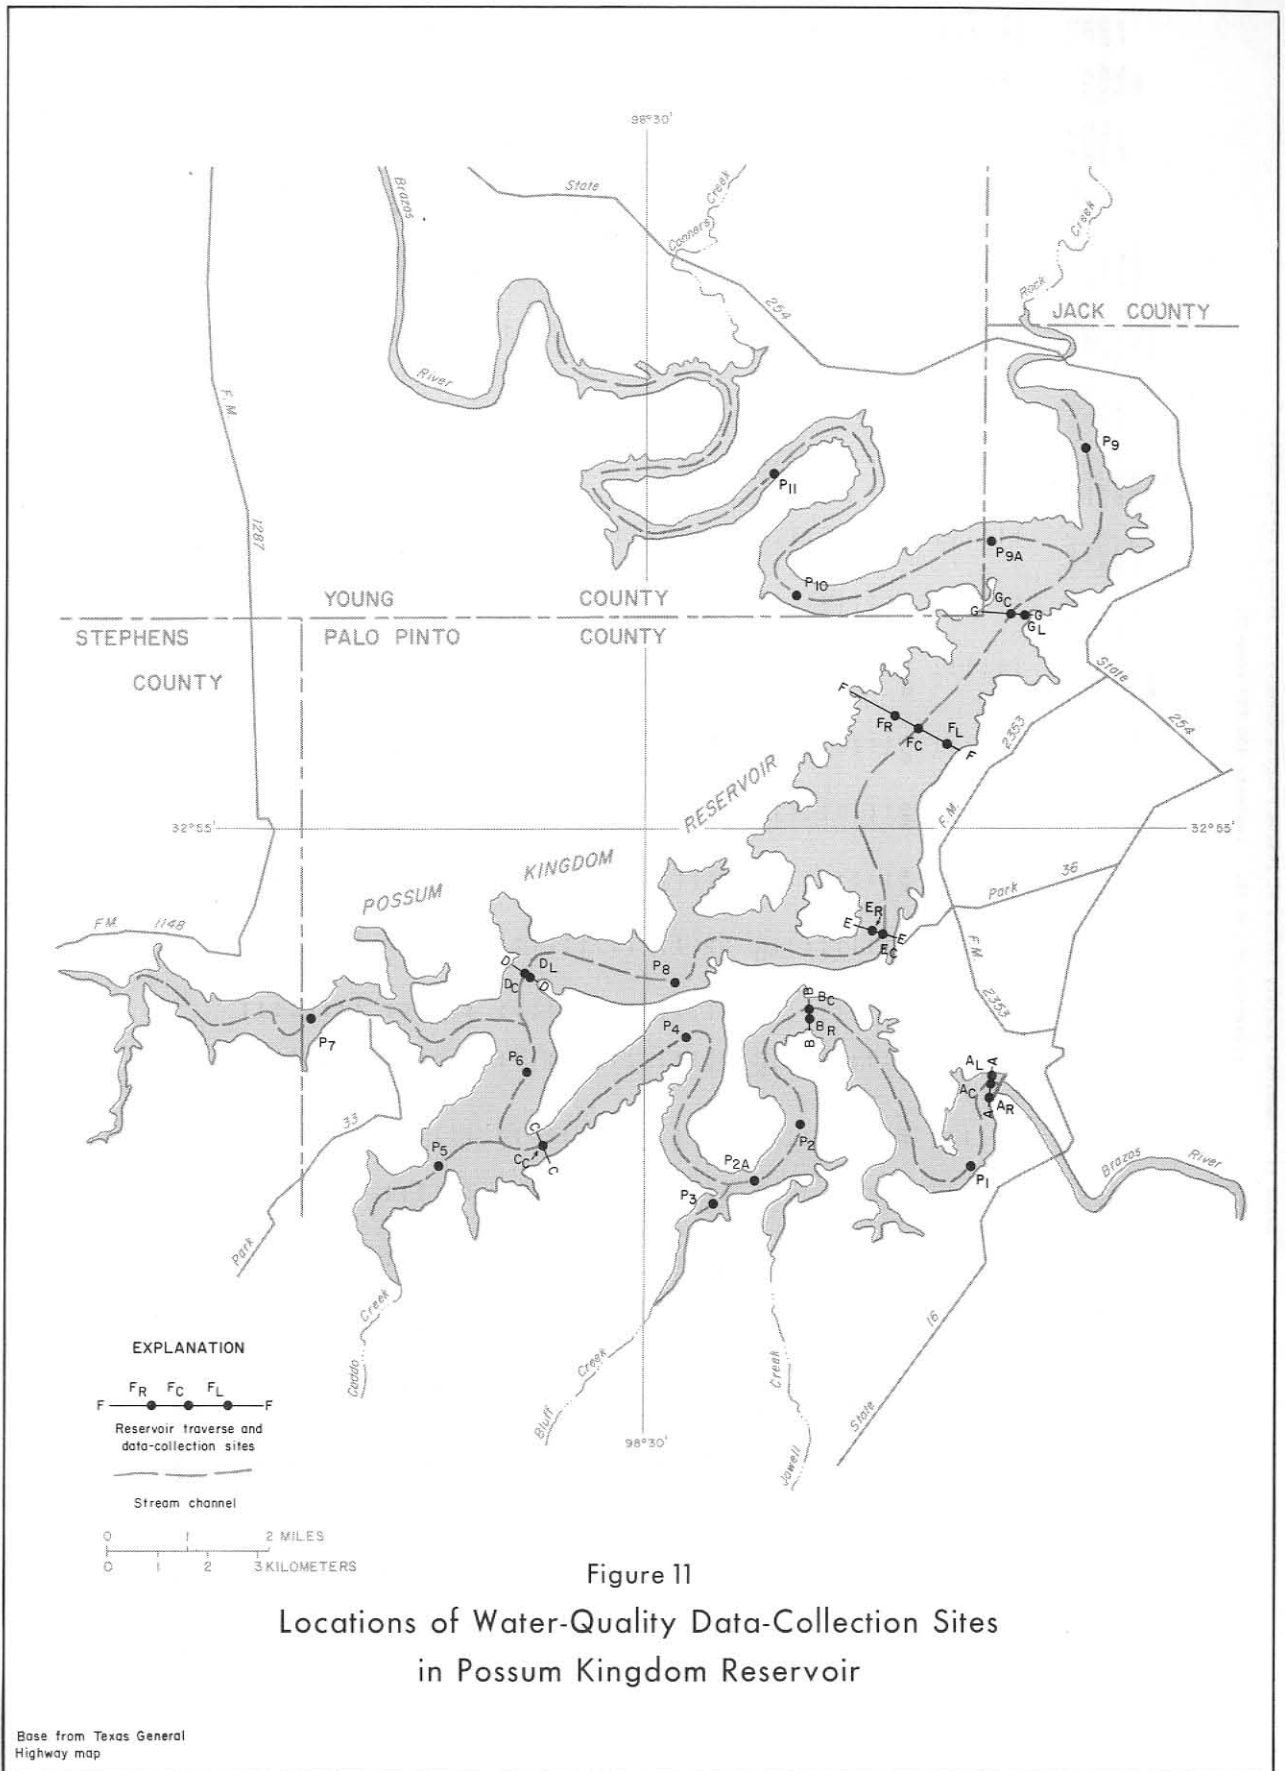 98°30'
State
Conners Creek
Brazos
Rock Creek
JACK COUNTY
254
River
F. M.
P9
P11
1287
P9A
P10
YOUNG COUNTY
GC
G G
GL
STEPHENS
COUNTY
PALO PINTO COUNTY
State
254
F
FR
FC
FL
F
2353
RESERVOIR
32°55'
32°55'
F. M.
KINGDOM
Park 36
POSSUM
F.M. 1148
ER
E E
EC
F M
2353
D
DL
DC
D
P8
B
BC
BR
B
P7
P4
P6
AL
A
AC
AR
A
33
C
CC
C
P5
P2
P2A
P3
P1
Brazos River
Park
Caddo Creek
Bluff Creek
Jowell Creek
State 16
98°30'
EXPLANATION
FR FC FL
F F
Reservoir traverse and
data-collection sites
Stream channel
0 1 2 MILES
0 1 2 3 KILOMETERS
Figure 11
Locations of Water-Quality Data-Collection Sites
in Possum Kingdom Reservoir
Base from Texas General
Highway map